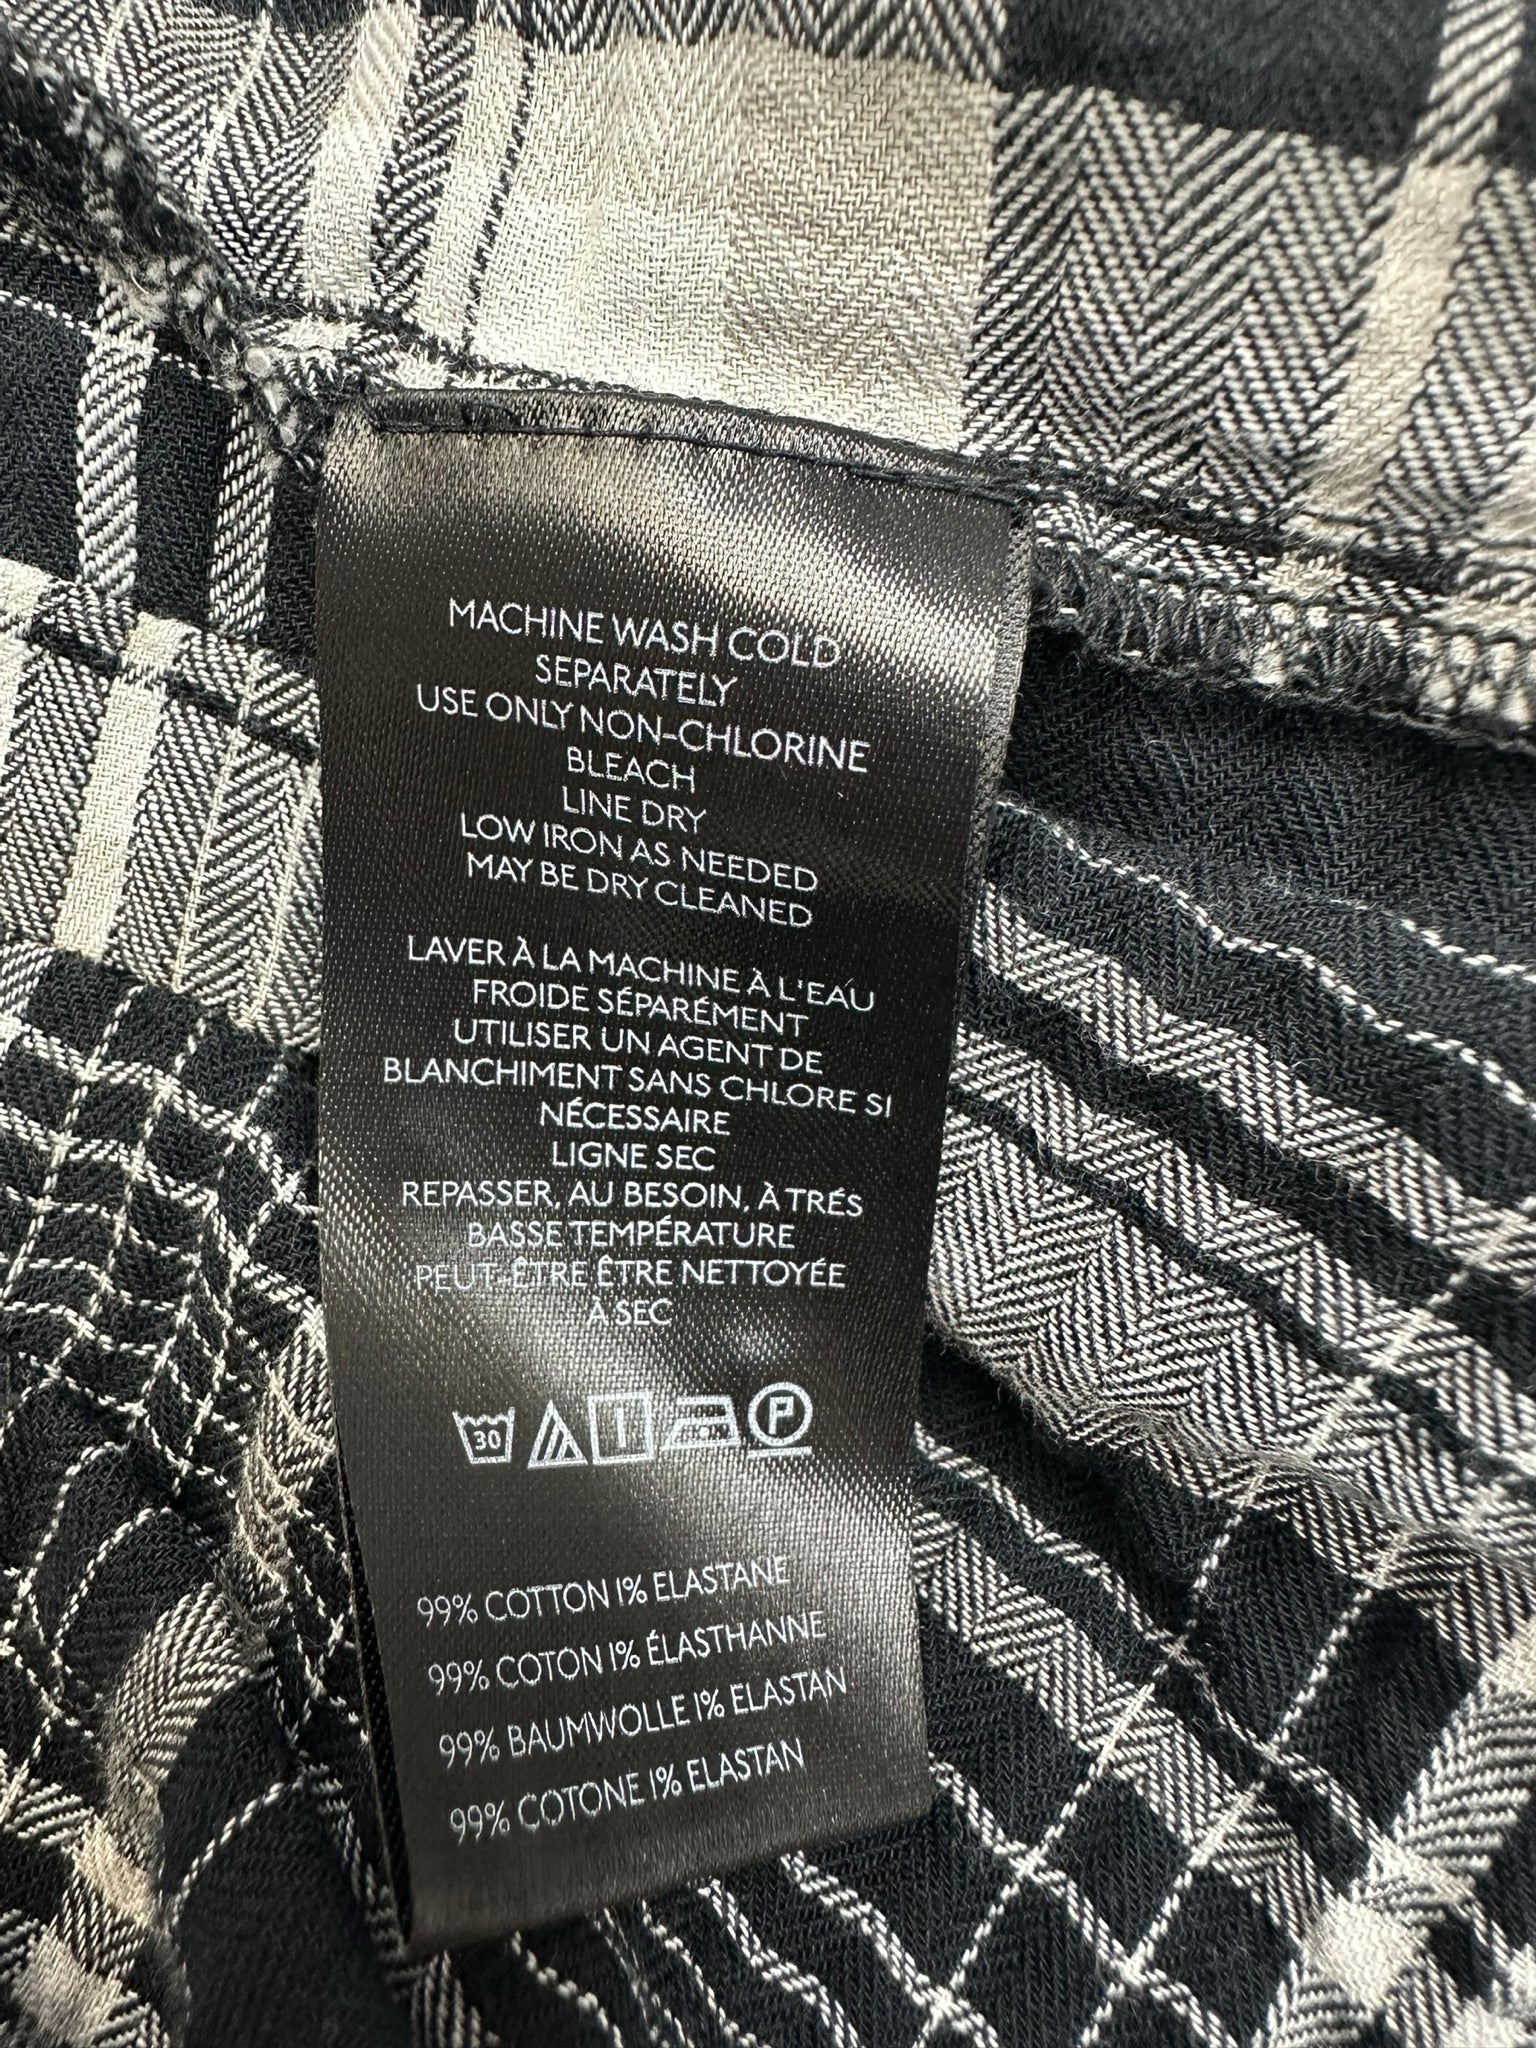 MACHINE WASH COLD
SEPARATELY
USE ONLY NON-CHLORINE
BLEACH
LINE DRY
LOW IRON AS NEEDED
MAY BE DRY CLEANED
LAVER À LA MACHINE À L'EAU
FROIDE SÉPARÉMENT
UTILISER UN AGENT DE
BLANCHIMENT SANS CHLORE SI
NÉCESSAIRE
LIGNE SEC
REPASSER, AU BESOIN, À TRÉS
BASSE TEMPÉRATURE
PEUT-ÊTRE ÊTRE NETTOYÉE
À SEC
30 P
99% COTTON 1% ELASTANE
99% COTON 1% ÉLASTHANNE
99% BAUMWOLLE 1% ELASTAN
99% COTONE 1% ELASTAN